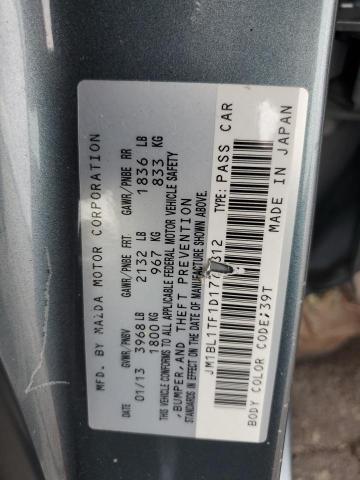 MFD. BY MAZDA MOTOR CORPORATION
DATE GVWR/PNBV GAWR/PNBE FRT. GAWR/PNBE RR
01/13 3968 LB 2132 LB 1836 LB
1800 KG 967 KG 833 KG
THIS VEHICLE CONFORMS TO ALL APPLICABLE FEDERAL MOTOR VEHICLE SAFETY
, BUMPER, AND THEFT PREVENTION
STANDARDS IN EFFECT ON THE DATE OF MANUFACTURE SHOWN ABOVE.
312 TYPE: PASS CAR
BODY COLOR CODE;39T MADE IN JAPAN